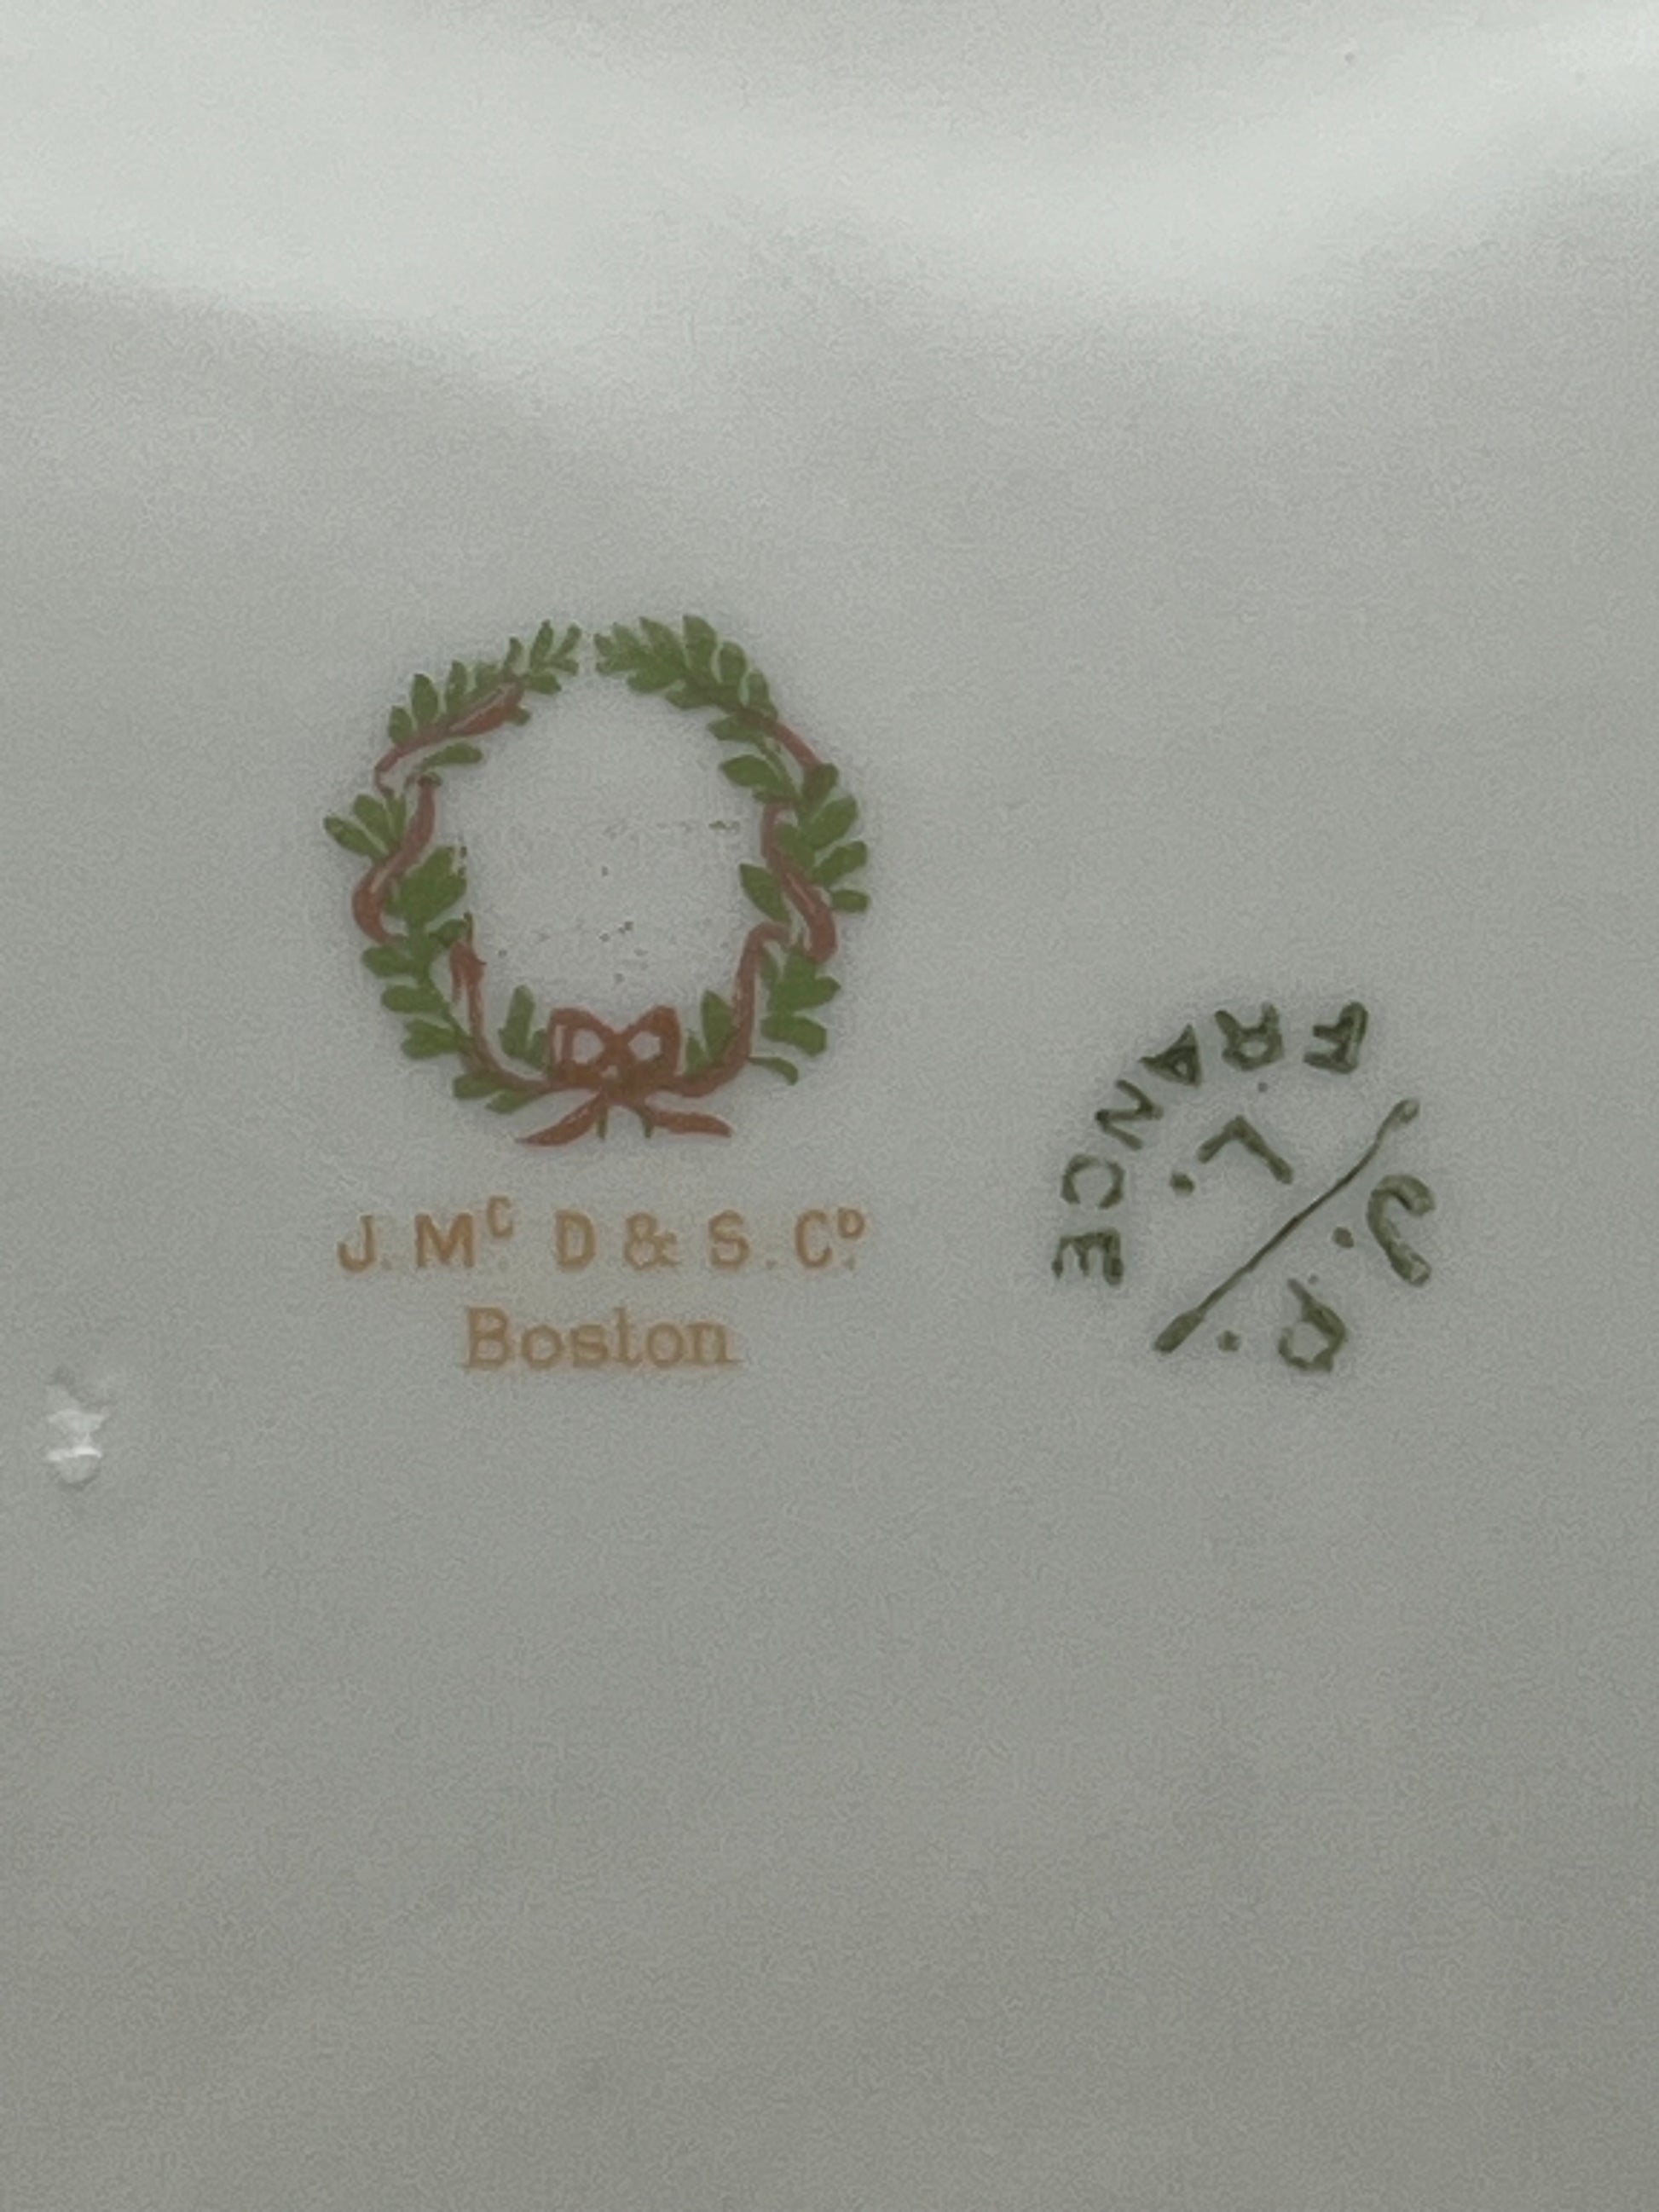 J. Mᶜ D & S. Cᵒ.
Boston
FRANCE
L.
J.P.